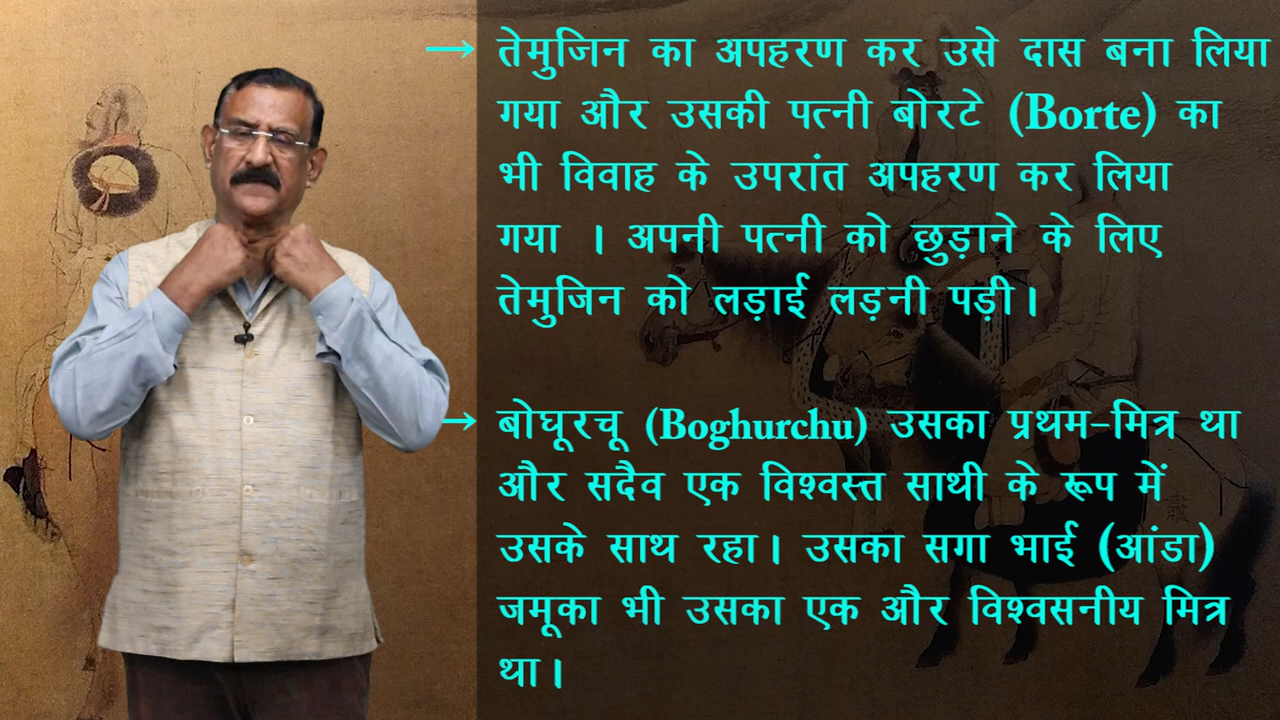 → तेमुजिन का अपहरण कर उसे दास बना लिया
गया और उसकी पत्नी बोरटे (Borte) का
भी विवाह के उपरांत अपहरण कर लिया
गया । अपनी पत्नी को छुड़ाने के लिए
तेमुजिन को लड़ाई लड़नी पड़ी।
→ बोघूरचू (Boghurchu) उसका प्रथम-मित्र था
और सदैव एक विश्वस्त साथी के रूप में
उसके साथ रहा। उसका सगा भाई (आंडा)
जमूका भी उसका एक और विश्वसनीय मित्र
था।